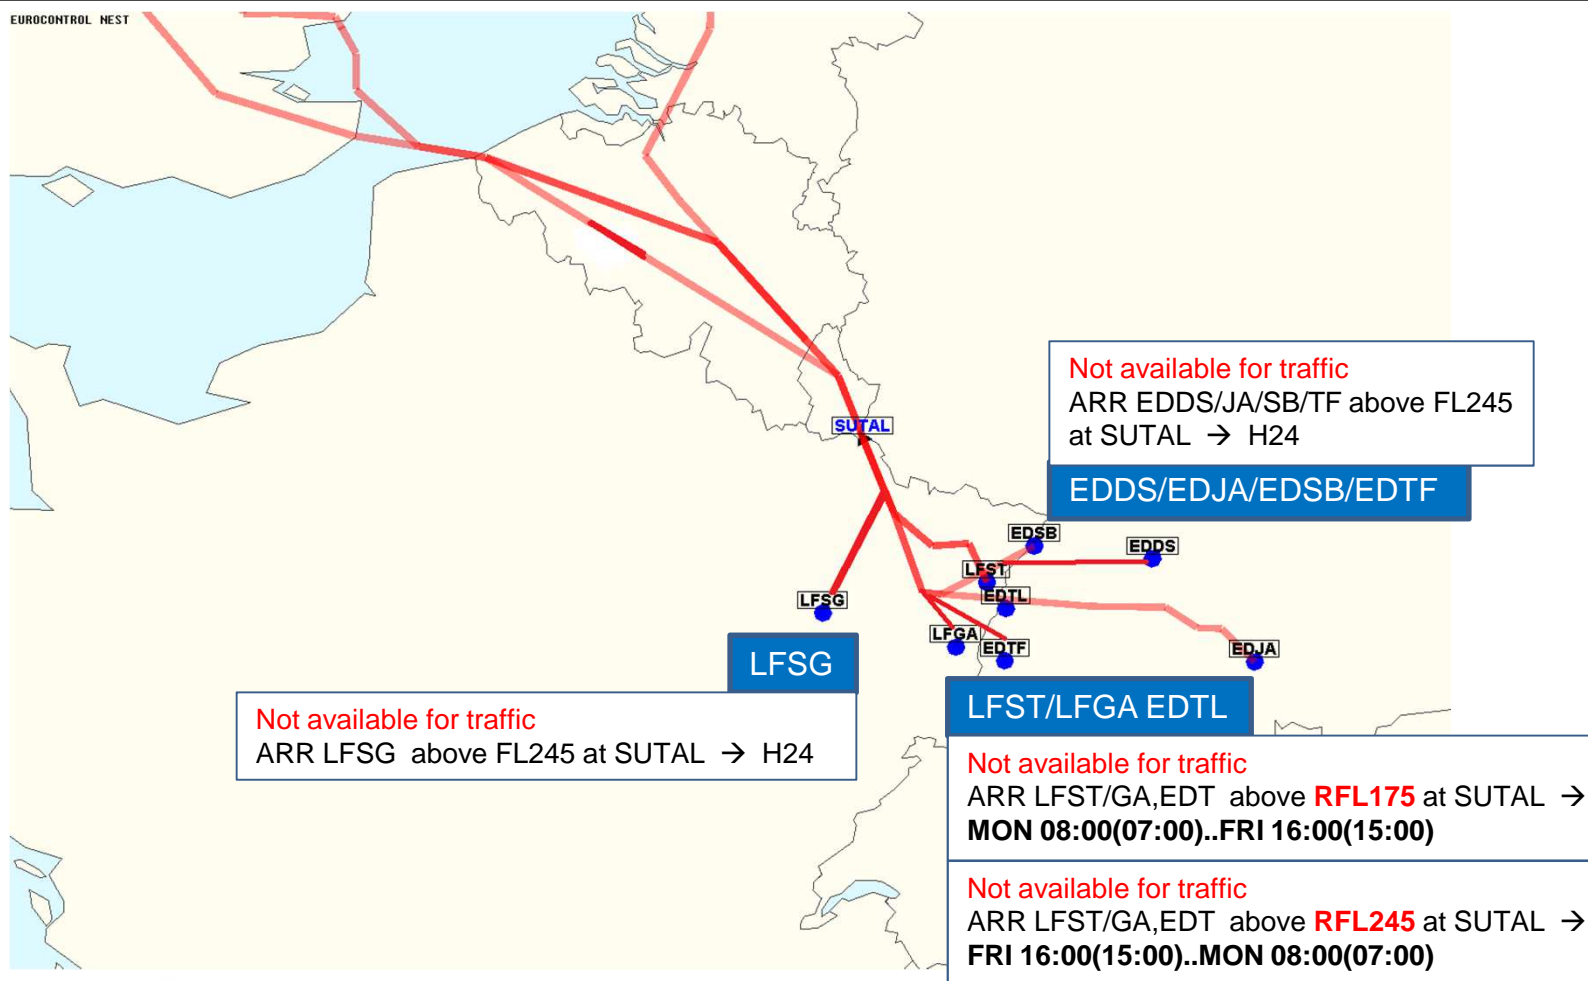 EUROCONTROL NEST
Not available for traffic
ARR EDDS/JA/SB/TF above FL245
at SUTAL → H24
EDDS/EDJA/EDSB/EDTF
SUTAL
EDSB
EDDS
LFST
EDTL
LFSG
LFGA
EDTF
EDJA
LFSG
Not available for traffic
ARR LFSG above FL245 at SUTAL → H24
LFST/LFGA EDTL
Not available for traffic
ARR LFST/GA,EDT above RFL175 at SUTAL →
MON 08:00(07:00)..FRI 16:00(15:00)
Not available for traffic
ARR LFST/GA,EDT above RFL245 at SUTAL →
FRI 16:00(15:00)..MON 08:00(07:00)